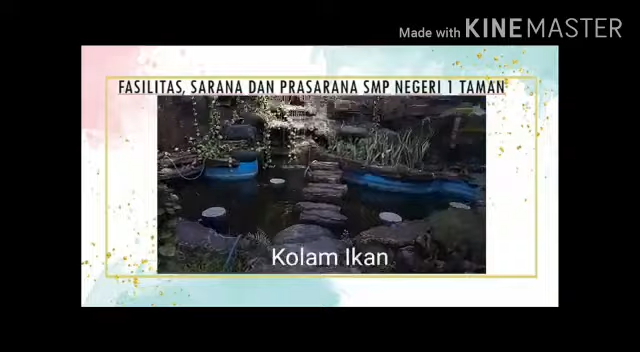 Made with KINEMASTER
FASILITAS, SARANA DAN PRASARANA SMP NEGERI 1 TAMAN
Kolam Ikan